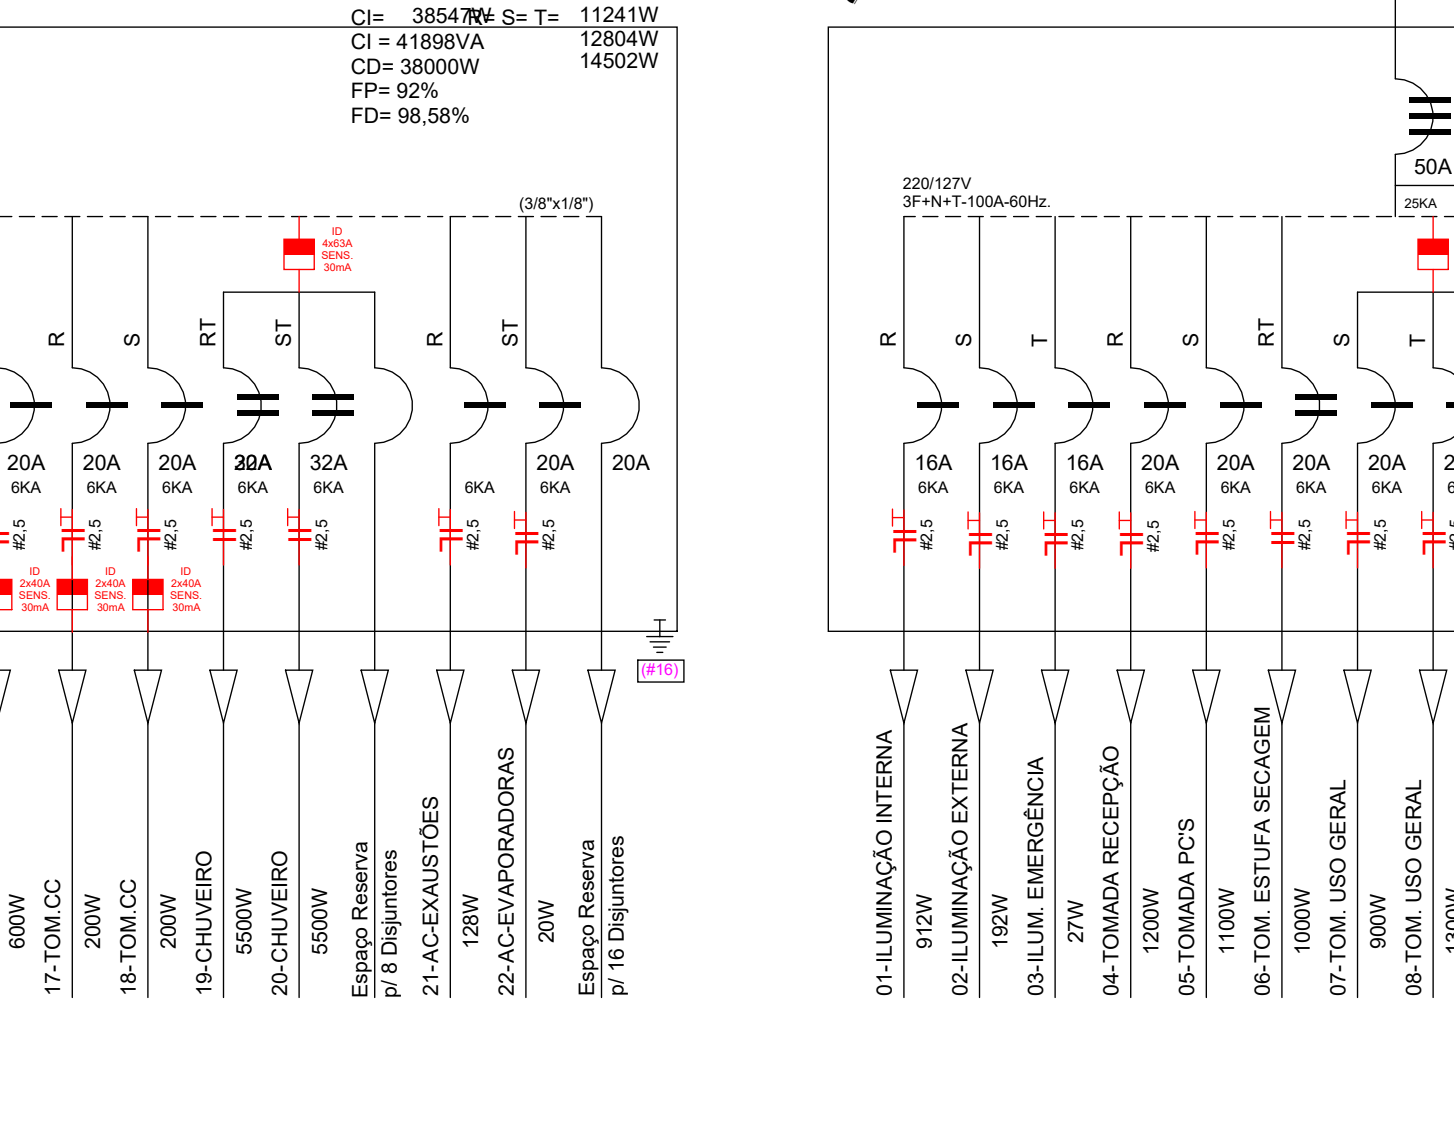 CI= 38547W R= S= T= 11241W
CI = 41898VA 12804W
CD= 38000W 14502W
FP= 92%
FD= 98,58%
(3/8"x1/8")
ID
4x63A
SENS.
30mA
R S RT ST R ST
20A 20A 20A 32A 20A 20A
6KA 6KA 6KA 6KA 6KA 6KA 6KA
#2,5 #2,5 #2,5 #2,5 #2,5 #2,5 #2,5
ID
2x40A
SENS.
30mA
ID
2x40A
SENS.
30mA
ID
2x40A
SENS.
30mA
(#16)
600W
17-TOM.CC
200W
18-TOM.CC
200W
19-CHUVEIRO
5500W
20-CHUVEIRO
5500W
Espaço Reserva
p/ 8 Disjuntores
21-AC-EXAUSTÕES
128W
22-AC-EVAPORADORAS
20W
Espaço Reserva
p/ 16 Disjuntores
50A
25KA
220/127V
3F+N+T-100A-60Hz.
R S T R S RT S T
16A 16A 16A 20A 20A 20A 20A
6KA 6KA 6KA 6KA 6KA 6KA 6KA
#2,5 #2,5 #2,5 #2,5 #2,5 #2,5 #2,5
01-ILUMINAÇÃO INTERNA
912W
02-ILUMINAÇÃO EXTERNA
192W
03-ILUM. EMERGÊNCIA
27W
04-TOMADA RECEPÇÃO
1200W
05-TOMADA PC'S
1100W
06-TOM. ESTUFA SECAGEM
1000W
07-TOM. USO GERAL
900W
08-TOM. USO GERAL
1300W